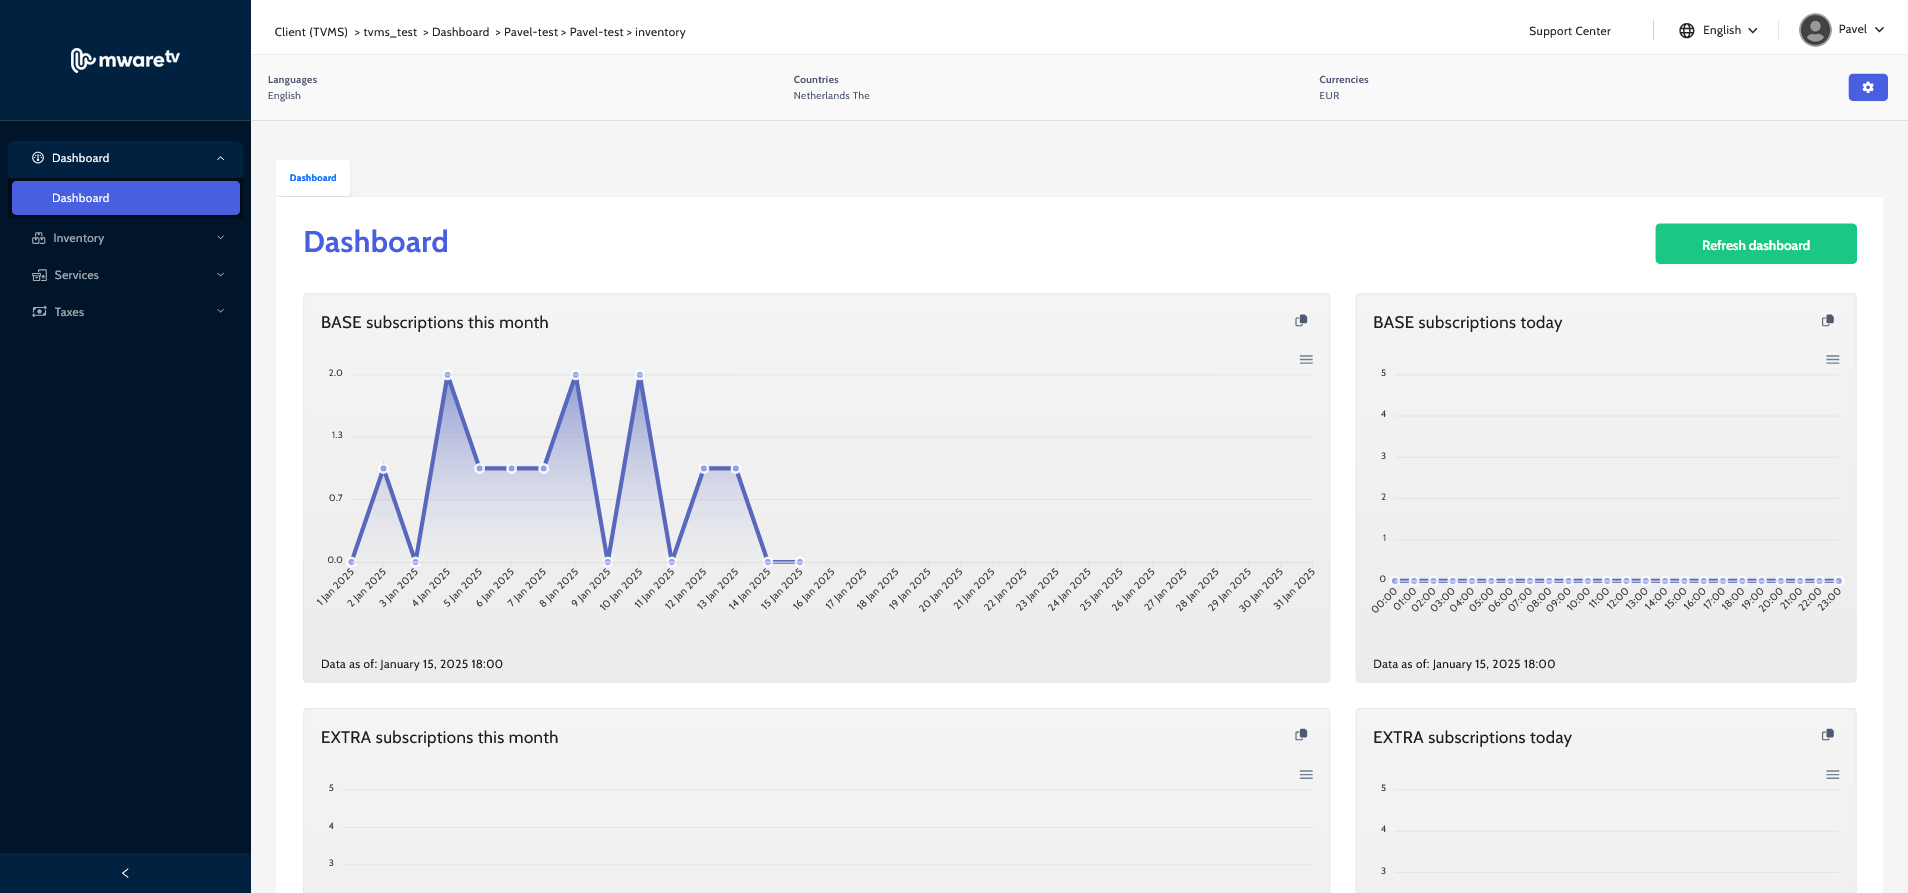 mwaretv
Client (TVMS) > tvms_test > Dashboard > Pavel-test > Pavel-test > inventory
Support Center
English
Pavel
Languages
English
Countries
Netherlands The
Currencies
EUR
Dashboard
Dashboard
Inventory
Services
Taxes
Dashboard
Dashboard
Refresh dashboard
BASE subscriptions this month
2.0
1.3
0.7
0.0
1 Jan 2025
2 Jan 2025
3 Jan 2025
4 Jan 2025
5 Jan 2025
6 Jan 2025
7 Jan 2025
8 Jan 2025
9 Jan 2025
10 Jan 2025
11 Jan 2025
12 Jan 2025
13 Jan 2025
14 Jan 2025
15 Jan 2025
16 Jan 2025
17 Jan 2025
18 Jan 2025
19 Jan 2025
20 Jan 2025
21 Jan 2025
22 Jan 2025
23 Jan 2025
24 Jan 2025
25 Jan 2025
26 Jan 2025
27 Jan 2025
28 Jan 2025
29 Jan 2025
30 Jan 2025
31 Jan 2025
Data as of: January 15, 2025 18:00
BASE subscriptions today
5
4
3
2
1
0
00:00
01:00
02:00
03:00
04:00
05:00
06:00
07:00
08:00
09:00
10:00
11:00
12:00
13:00
14:00
15:00
16:00
17:00
18:00
19:00
20:00
21:00
22:00
23:00
Data as of: January 15, 2025 18:00
EXTRA subscriptions this month
5
4
3
EXTRA subscriptions today
5
4
3